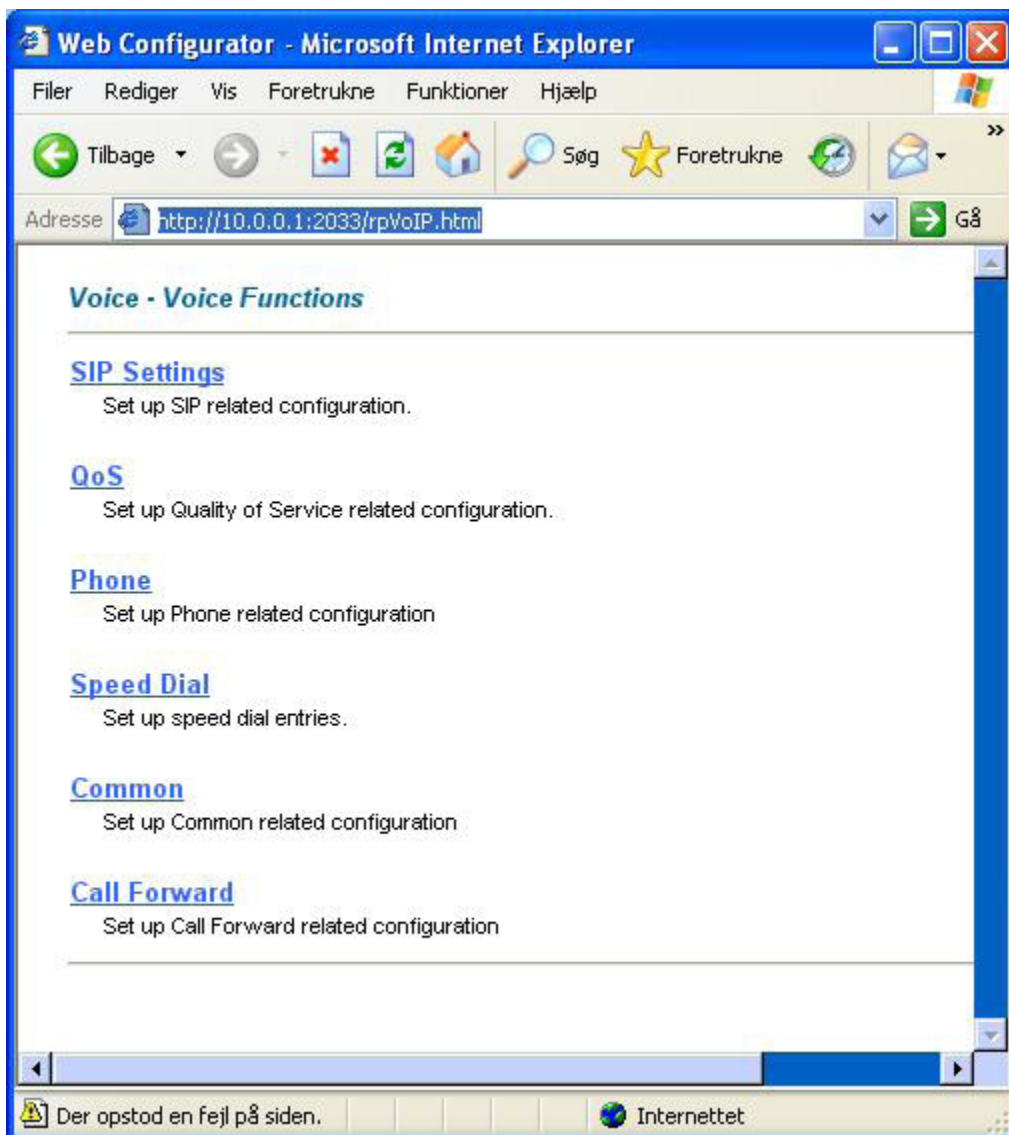 Web Configurator - Microsoft Internet Explorer
Filer Rediger Vis Foretrukne Funktioner Hjælp
Tilbage Søg Foretrukne »
Adresse http://10.0.0.1:2033/rpVoIP.html Gå
Voice - Voice Functions
SIP Settings
Set up SIP related configuration.
QoS
Set up Quality of Service related configuration.
Phone
Set up Phone related configuration
Speed Dial
Set up speed dial entries.
Common
Set up Common related configuration
Call Forward
Set up Call Forward related configuration
Der opstod en fejl på siden. Internettet